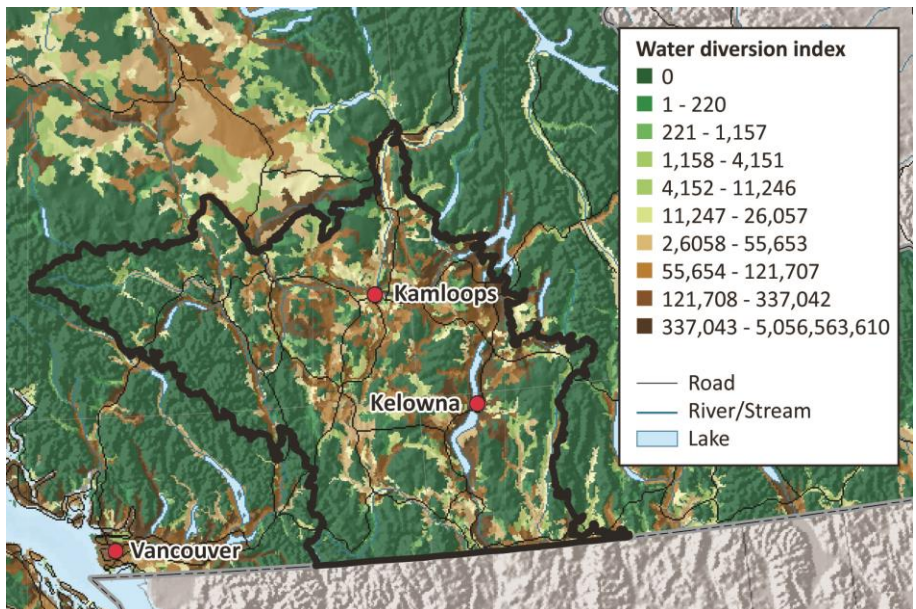 Water diversion index
0
1 - 220
221 - 1,157
1,158 - 4,151
4,152 - 11,246
11,247 - 26,057
2,6058 - 55,653
55,654 - 121,707
121,708 - 337,042
337,043 - 5,056,563,610
Road
River/Stream
Lake
Kamloops
Kelowna
Vancouver